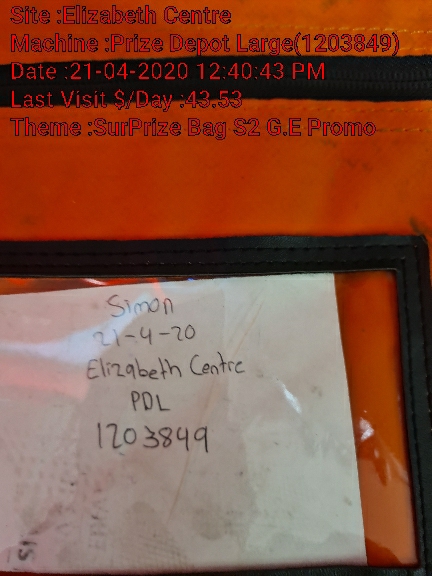 Site :Elizabeth Centre
Machine :Prize Depot Large(1203849)
Date :21-04-2020 12:40:43 PM
Last Visit $/Day :43.53
Theme :SurPrize Bag S2 G.E Promo
Simon
21-4-20
Elizabeth Centre
PDL
1203849